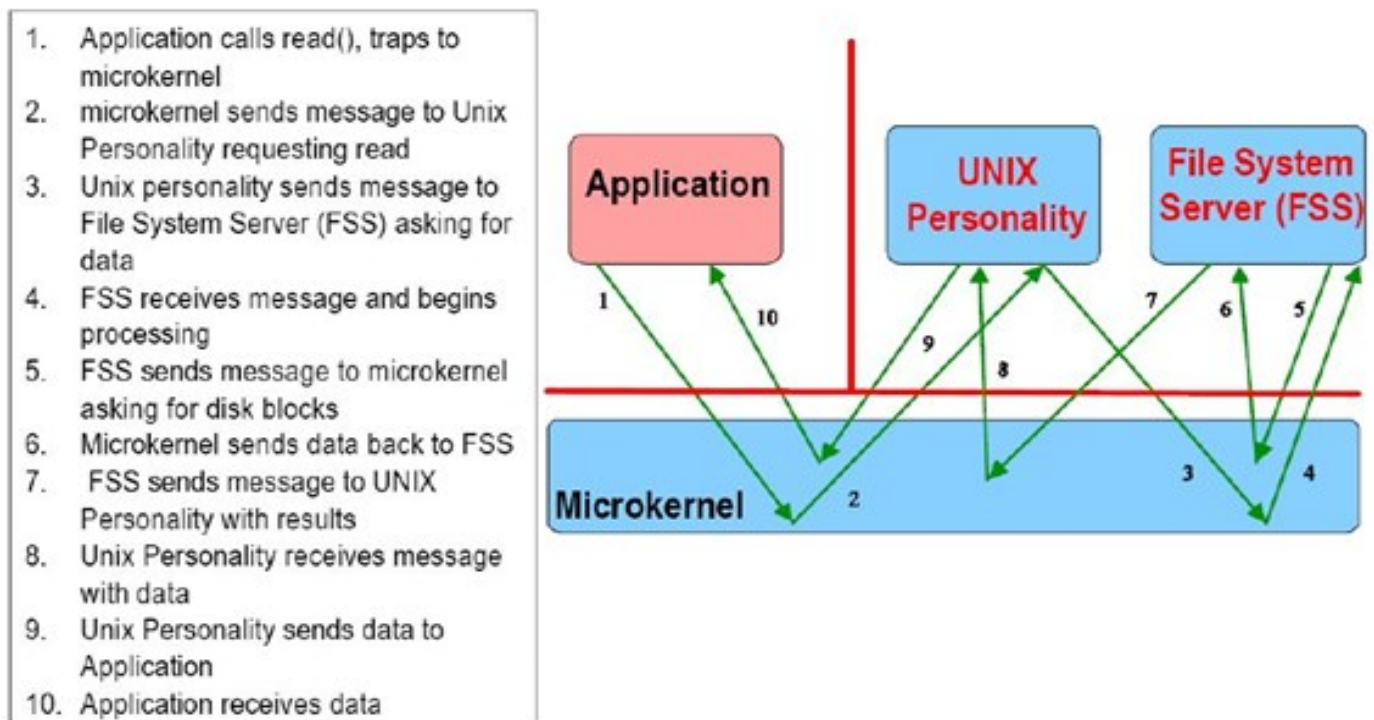 1. Application calls read(), traps to
microkernel
2. microkernel sends message to Unix
Personality requesting read
3. Unix personality sends message to
File System Server (FSS) asking for
data
4. FSS receives message and begins
processing
5. FSS sends message to microkernel
asking for disk blocks
6. Microkernel sends data back to FSS
7. FSS sends message to UNIX
Personality with results
8. Unix Personality receives message
with data
9. Unix Personality sends data to
Application
10. Application receives data
Application
UNIX
Personality
File System
Server (FSS)
1
10
9
8
7
6
5
2
3
4
Microkernel